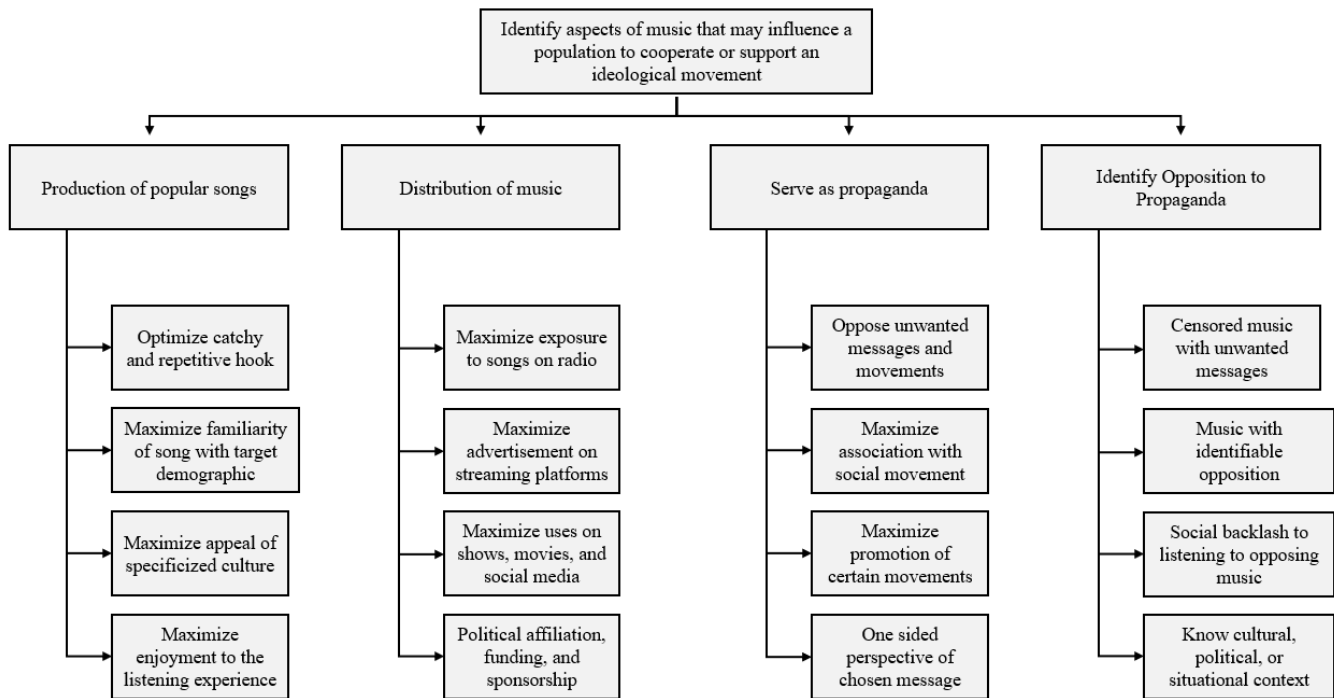 Identify aspects of music that may influence a
population to cooperate or support an
ideological movement
Production of popular songs
Distribution of music
Serve as propaganda
Identify Opposition to
Propaganda
Optimize catchy
and repetitive hook
Maximize familiarity
of song with target
demographic
Maximize appeal of
specificized culture
Maximize
enjoyment to the
listening experience
Maximize exposure
to songs on radio
Maximize
advertisement on
streaming platforms
Maximize uses on
shows, movies, and
social media
Political affiliation,
funding, and
sponsorship
Oppose unwanted
messages and
movements
Maximize
association with
social movement
Maximize
promotion of
certain movements
One sided
perspective of
chosen message
Censored music
with unwanted
messages
Music with
identifiable
opposition
Social backlash to
listening to opposing
music
Know cultural,
political, or
situational context